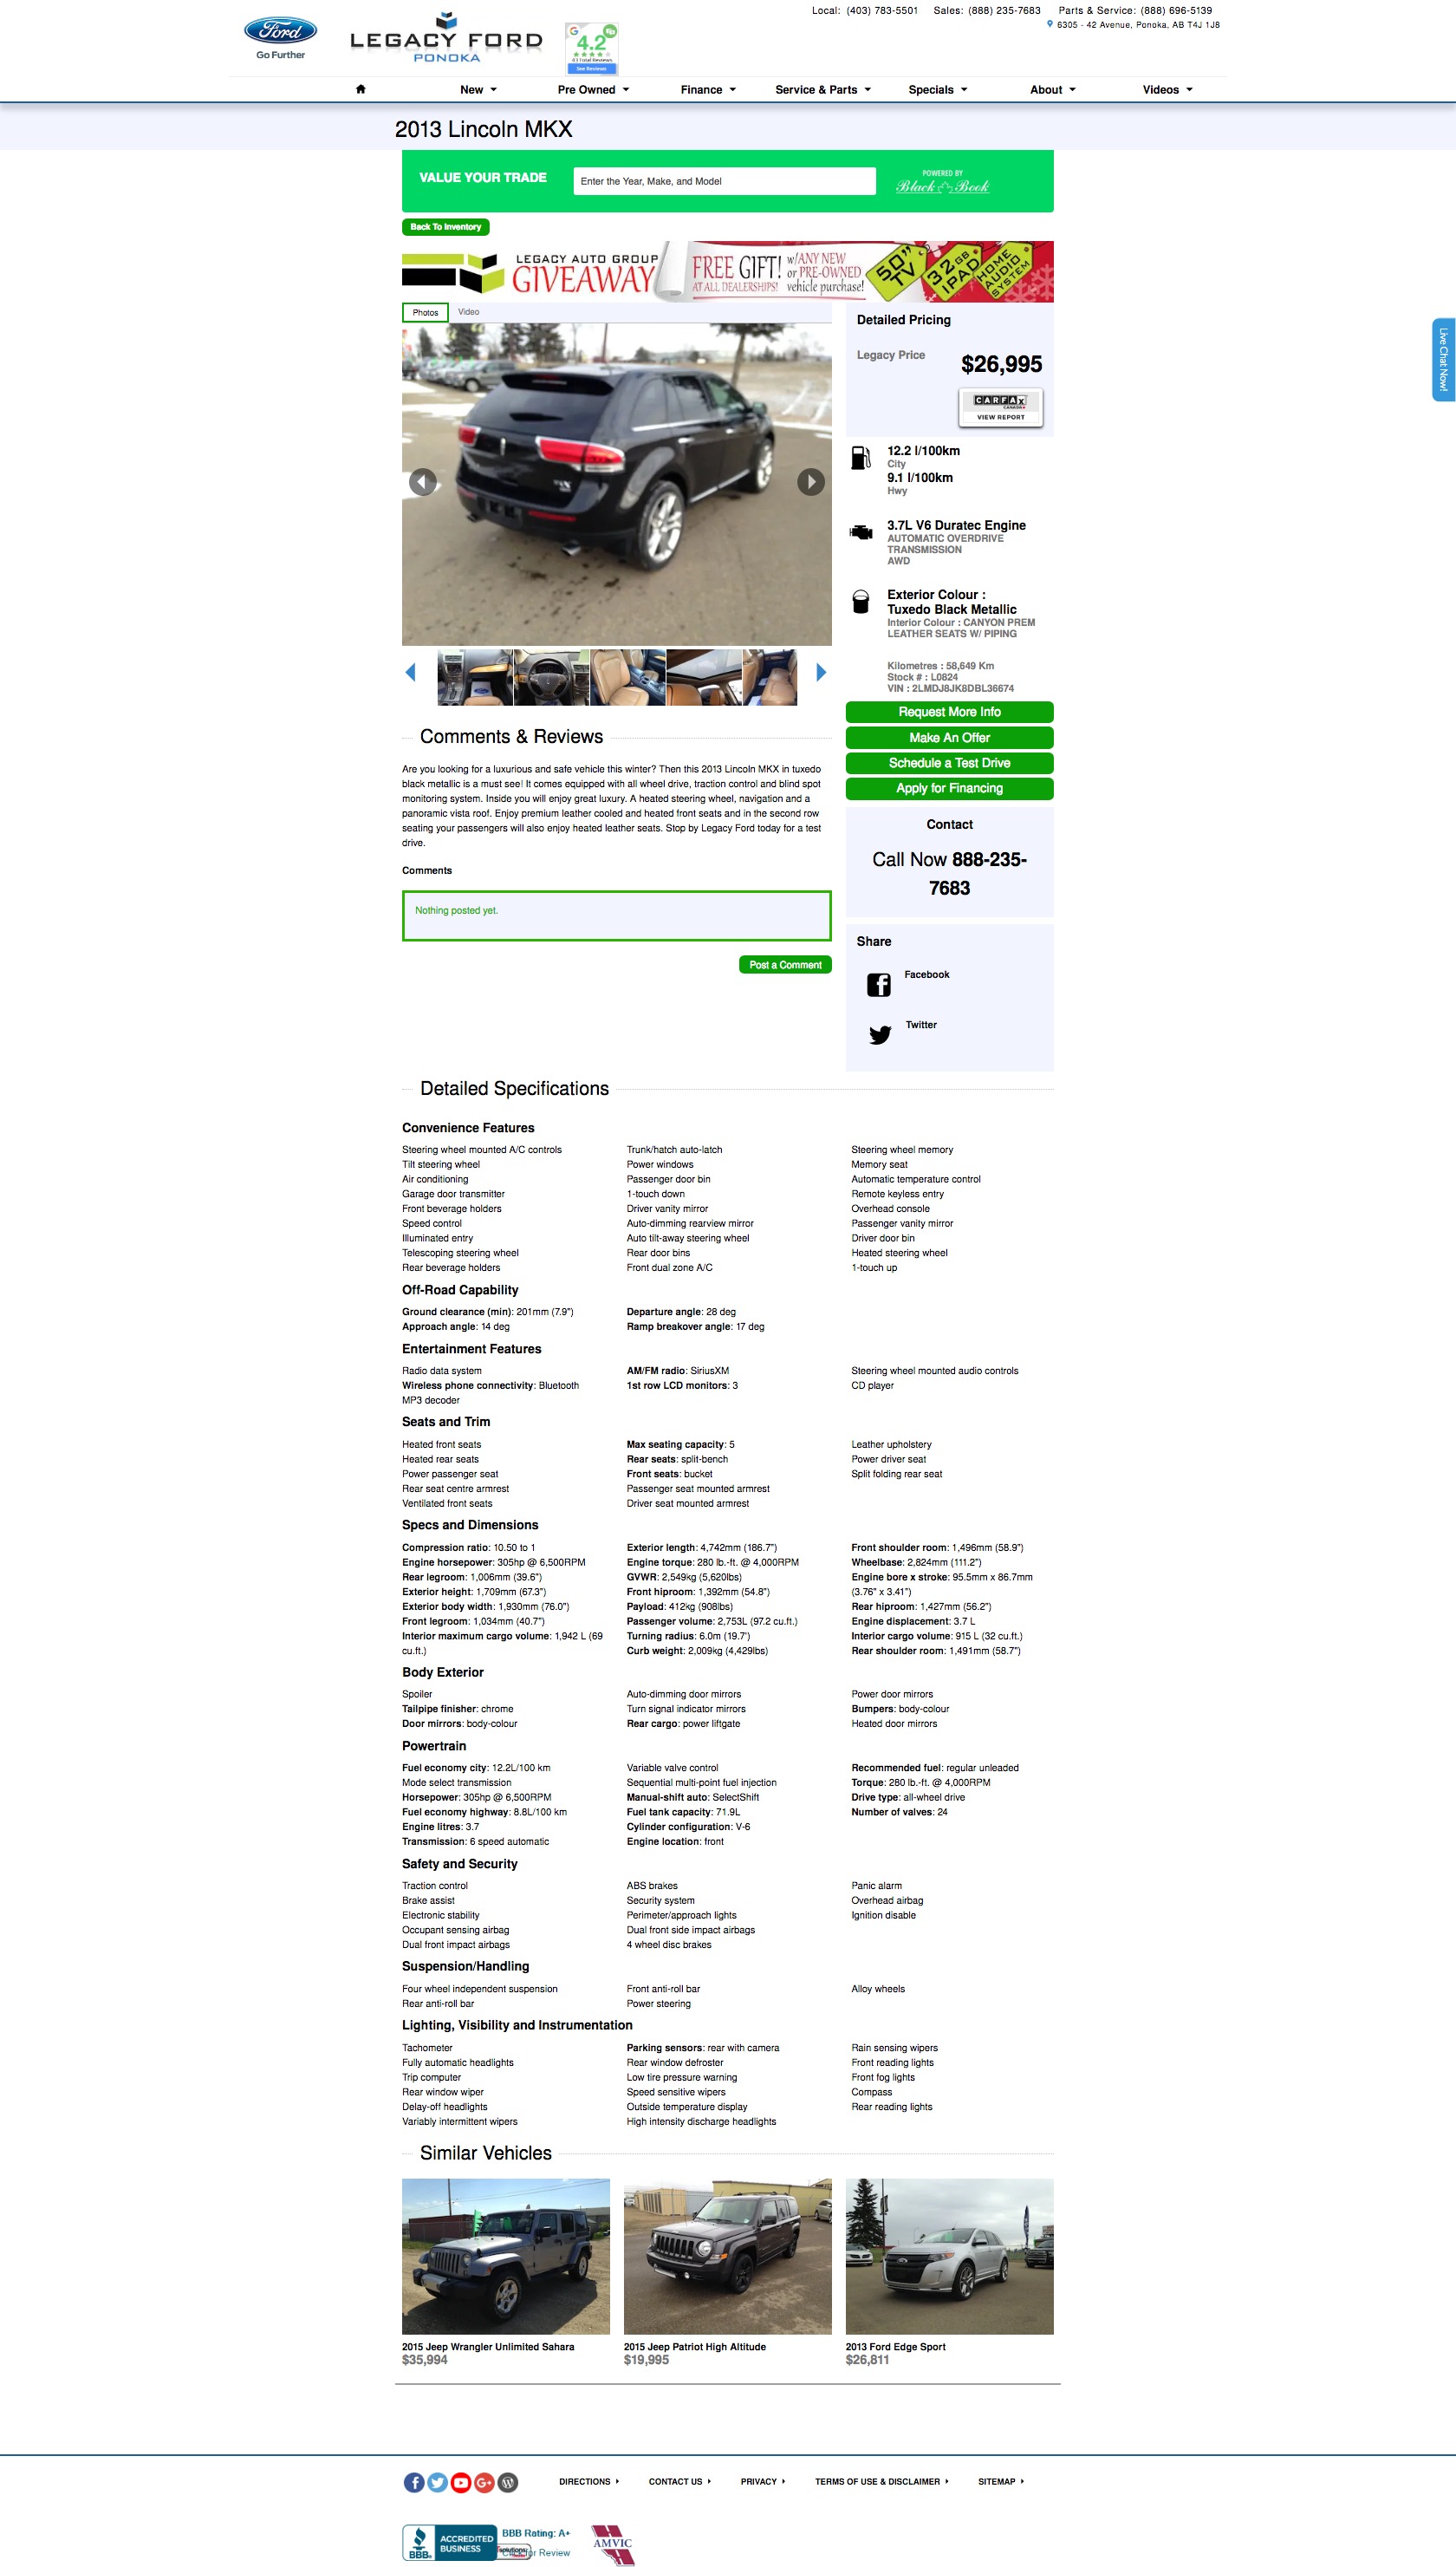 Local: (403) 783-5501 Sales: (888) 235-7683 Parts & Service: (888) 696-5139
6305 - 42 Avenue, Ponoka, AB T4J 1J8
Ford
Go Further
LEGACY FORD
PONOKA
4.2
See Reviews
New Pre Owned Finance Service & Parts Specials About Videos
2013 Lincoln MKX
VALUE YOUR TRADE
Enter the Year, Make, and Model
POWERED BY
Black Book
Back To Inventory
LEGACY AUTO GROUP
GIVEAWAY
FREE GIFT!
AT ALL DEALERSHIPS!
w/ANY NEW
or PRE-OWNED
vehicle purchase!
50" TV
32 GB IPAD
HOME AUDIO SYSTEM
Photos Video
Detailed Pricing
Legacy Price
$26,995
CARFAX
CANADA
VIEW REPORT
Live Chat Now!
12.2 l/100km
City
9.1 l/100km
Hwy
3.7L V6 Duratec Engine
AUTOMATIC OVERDRIVE
TRANSMISSION
AWD
Exterior Colour :
Tuxedo Black Metallic
Interior Colour : CANYON PREM
LEATHER SEATS W/ PIPING
Kilometres : 58,649 Km
Stock # : L0824
VIN : 2LMDJ8JK8DBL36674
Request More Info
Make An Offer
Schedule a Test Drive
Apply for Financing
Comments & Reviews
Are you looking for a luxurious and safe vehicle this winter? Then this 2013 Lincoln MKX in tuxedo
black metallic is a must see! It comes equipped with all wheel drive, traction control and blind spot
monitoring system. Inside you will enjoy great luxury. A heated steering wheel, navigation and a
panoramic vista roof. Enjoy premium leather cooled and heated front seats and in the second row
seating your passengers will also enjoy heated leather seats. Stop by Legacy Ford today for a test
drive.
Comments
Nothing posted yet.
Post a Comment
Contact
Call Now 888-235-
7683
Share
Facebook
Twitter
Detailed Specifications
Convenience Features
Steering wheel mounted A/C controls Trunk/hatch auto-latch Steering wheel memory
Tilt steering wheel Power windows Memory seat
Air conditioning Passenger door bin Automatic temperature control
Garage door transmitter 1-touch down Remote keyless entry
Front beverage holders Driver vanity mirror Overhead console
Speed control Auto-dimming rearview mirror Passenger vanity mirror
Illuminated entry Auto tilt-away steering wheel Driver door bin
Telescoping steering wheel Rear door bins Heated steering wheel
Rear beverage holders Front dual zone A/C 1-touch up
Off-Road Capability
Ground clearance (min): 201mm (7.9") Departure angle: 28 deg
Approach angle: 14 deg Ramp breakover angle: 17 deg
Entertainment Features
Radio data system AM/FM radio: SiriusXM Steering wheel mounted audio controls
Wireless phone connectivity: Bluetooth 1st row LCD monitors: 3 CD player
MP3 decoder
Seats and Trim
Heated front seats Max seating capacity: 5 Leather upholstery
Heated rear seats Rear seats: split-bench Power driver seat
Power passenger seat Front seats: bucket Split folding rear seat
Rear seat centre armrest Passenger seat mounted armrest
Ventilated front seats Driver seat mounted armrest
Specs and Dimensions
Compression ratio: 10.50 to 1 Exterior length: 4,742mm (186.7") Front shoulder room: 1,496mm (58.9")
Engine horsepower: 305hp @ 6,500RPM Engine torque: 280 lb.-ft. @ 4,000RPM Wheelbase: 2,824mm (111.2")
Rear legroom: 1,006mm (39.6") GVWR: 2,549kg (5,620lbs) Engine bore x stroke: 95.5mm x 86.7mm
Exterior height: 1,709mm (67.3") Front hiproom: 1,392mm (54.8") (3.76" x 3.41")
Exterior body width: 1,930mm (76.0") Payload: 412kg (908lbs) Rear hiproom: 1,427mm (56.2")
Front legroom: 1,034mm (40.7") Passenger volume: 2,753L (97.2 cu.ft.) Engine displacement: 3.7 L
Interior maximum cargo volume: 1,942 L (69 Turning radius: 6.0m (19.7') Interior cargo volume: 915 L (32 cu.ft.)
cu.ft.) Curb weight: 2,009kg (4,429lbs) Rear shoulder room: 1,491mm (58.7")
Body Exterior
Spoiler Auto-dimming door mirrors Power door mirrors
Tailpipe finisher: chrome Turn signal indicator mirrors Bumpers: body-colour
Door mirrors: body-colour Rear cargo: power liftgate Heated door mirrors
Powertrain
Fuel economy city: 12.2L/100 km Variable valve control Recommended fuel: regular unleaded
Mode select transmission Sequential multi-point fuel injection Torque: 280 lb.-ft. @ 4,000RPM
Horsepower: 305hp @ 6,500RPM Manual-shift auto: SelectShift Drive type: all-wheel drive
Fuel economy highway: 8.8L/100 km Fuel tank capacity: 71.9L Number of valves: 24
Engine litres: 3.7 Cylinder configuration: V-6
Transmission: 6 speed automatic Engine location: front
Safety and Security
Traction control ABS brakes Panic alarm
Brake assist Security system Overhead airbag
Electronic stability Perimeter/approach lights Ignition disable
Occupant sensing airbag Dual front side impact airbags
Dual front impact airbags 4 wheel disc brakes
Suspension/Handling
Four wheel independent suspension Front anti-roll bar Alloy wheels
Rear anti-roll bar Power steering
Lighting, Visibility and Instrumentation
Tachometer Parking sensors: rear with camera Rain sensing wipers
Fully automatic headlights Rear window defroster Front reading lights
Trip computer Low tire pressure warning Front fog lights
Rear window wiper Speed sensitive wipers Compass
Delay-off headlights Outside temperature display Rear reading lights
Variably intermittent wipers High intensity discharge headlights
Similar Vehicles
2015 Jeep Wrangler Unlimited Sahara 2015 Jeep Patriot High Altitude 2013 Ford Edge Sport
$35,994 $19,995 $26,811
DIRECTIONS CONTACT US PRIVACY TERMS OF USE & DISCLAIMER SITEMAP
BBB
ACCREDITED
BUSINESS
BBB Rating: A+
for Review
AMVIC